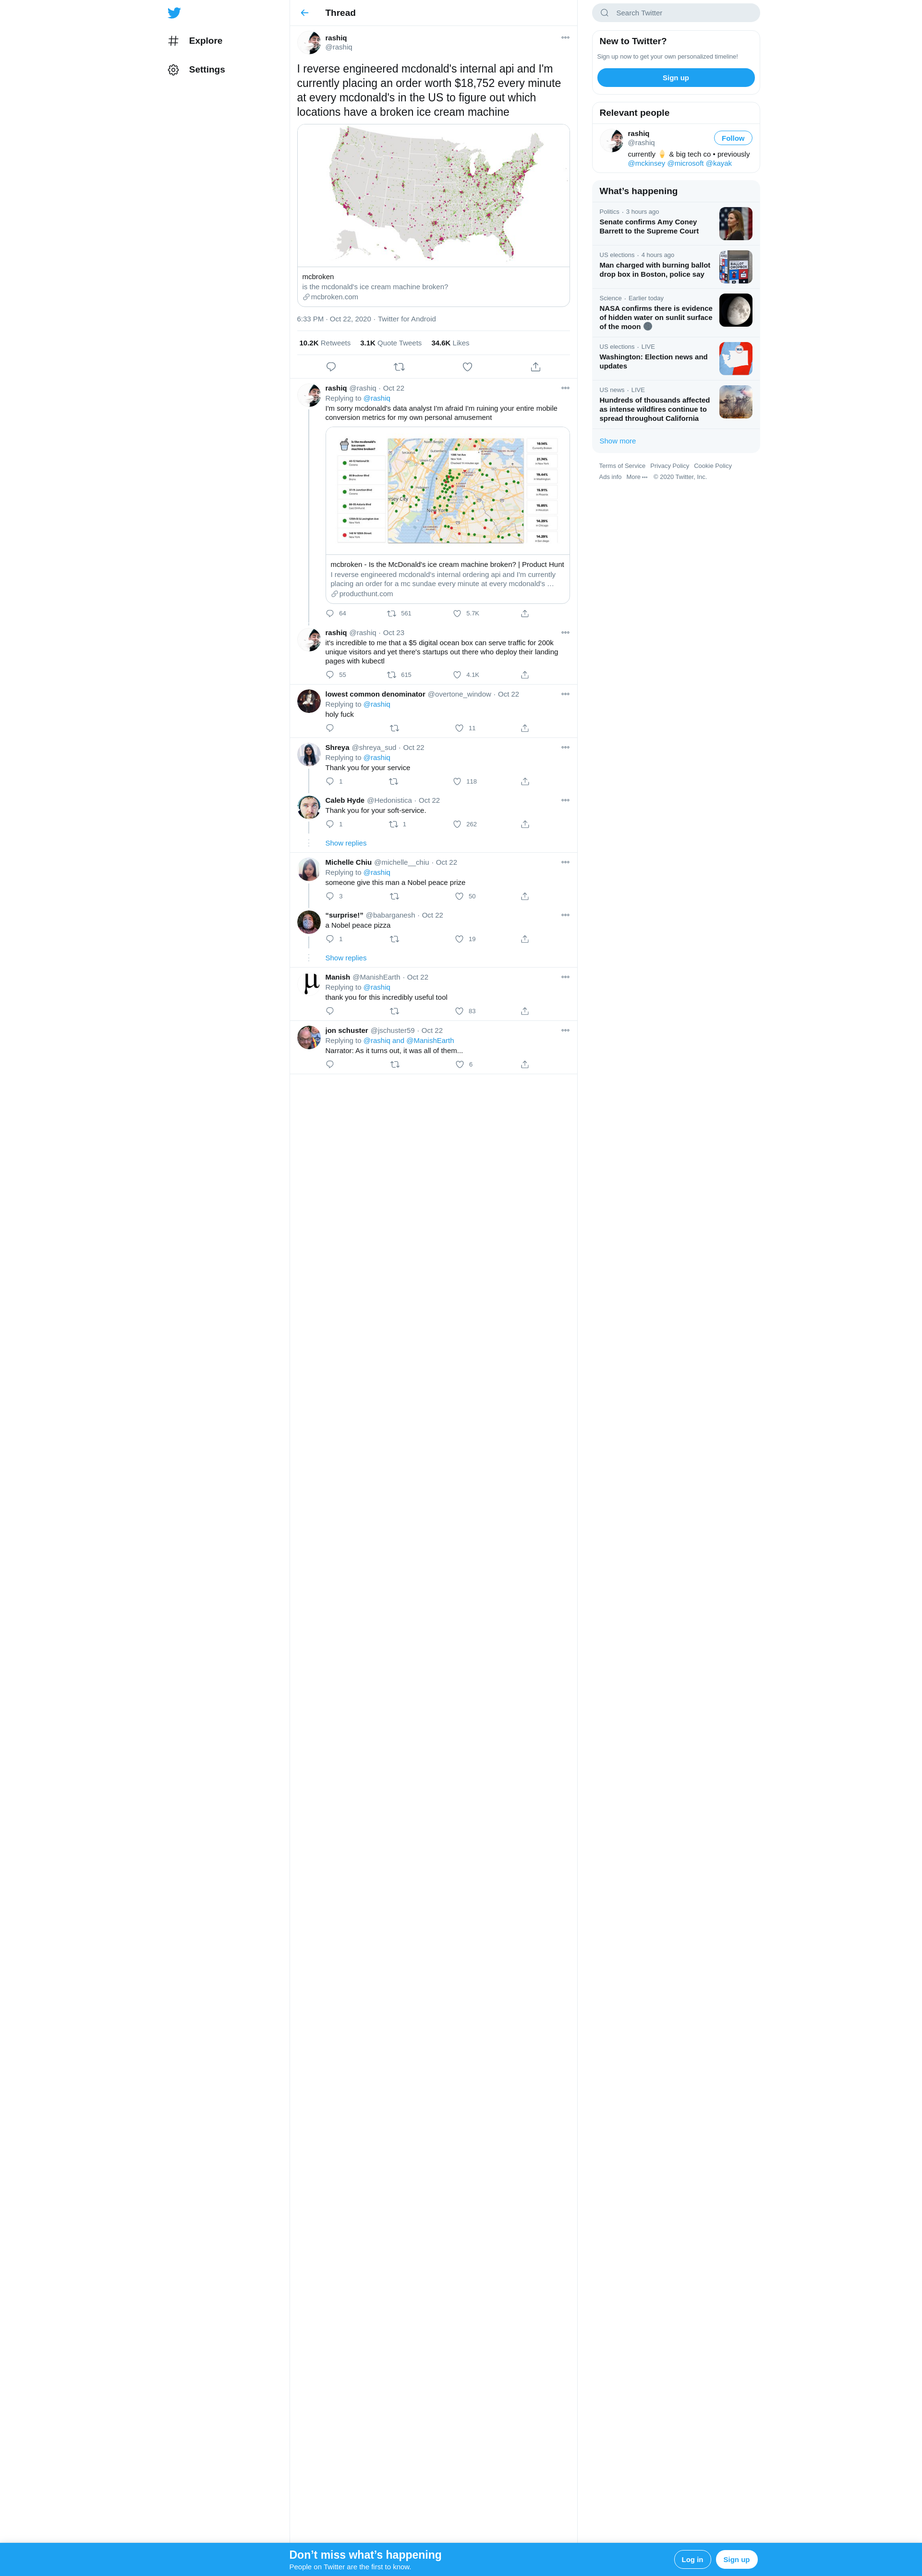 Explore
Settings
Thread
rashiq
@rashiq
I reverse engineered mcdonald's internal api and I'm
currently placing an order worth $18,752 every minute
at every mcdonald's in the US to figure out which
locations have a broken ice cream machine
mcbroken
is the mcdonald's ice cream machine broken?
mcbroken.com
6:33 PM · Oct 22, 2020 · Twitter for Android
10.2K Retweets 3.1K Quote Tweets 34.6K Likes
rashiq @rashiq · Oct 22
Replying to @rashiq
I'm sorry mcdonald's data analyst I'm afraid I'm ruining your entire mobile
conversion metrics for my own personal amusement
New York
mcbroken - Is the McDonald's ice cream machine broken? | Product Hunt
I reverse engineered mcdonald's internal ordering api and I'm currently
placing an order for a mc sundae every minute at every mcdonald's ...
producthunt.com
64 561 5.7K
rashiq @rashiq · Oct 23
it's incredible to me that a $5 digital ocean box can serve traffic for 200k
unique visitors and yet there's startups out there who deploy their landing
pages with kubectl
55 615 4.1K
lowest common denominator @overtone_window · Oct 22
Replying to @rashiq
holy fuck
11
Shreya @shreya_sud · Oct 22
Replying to @rashiq
Thank you for your service
1 118
Caleb Hyde @Hedonistica · Oct 22
Thank you for your soft-service.
1 1 262
Show replies
Michelle Chiu @michelle__chiu · Oct 22
Replying to @rashiq
someone give this man a Nobel peace prize
3 50
“surprise!” @babarganesh · Oct 22
a Nobel peace pizza
1 19
Show replies
μ
Manish @ManishEarth · Oct 22
Replying to @rashiq
thank you for this incredibly useful tool
83
jon schuster @jschuster59 · Oct 22
Replying to @rashiq and @ManishEarth
Narrator: As it turns out, it was all of them...
6
Search Twitter
New to Twitter?
Sign up now to get your own personalized timeline!
Sign up
Relevant people
rashiq
@rashiq
Follow
currently 🍦 & big tech co • previously
@mckinsey @microsoft @kayak
What's happening
Politics · 3 hours ago
Senate confirms Amy Coney
Barrett to the Supreme Court
US elections · 4 hours ago
Man charged with burning ballot
drop box in Boston, police say
Science · Earlier today
NASA confirms there is evidence
of hidden water on sunlit surface
of the moon 🌑
US elections · LIVE
Washington: Election news and
updates
US news · LIVE
Hundreds of thousands affected
as intense wildfires continue to
spread throughout California
Show more
Terms of Service Privacy Policy Cookie Policy
Ads info More © 2020 Twitter, Inc.
Don't miss what's happening
People on Twitter are the first to know.
Log in
Sign up